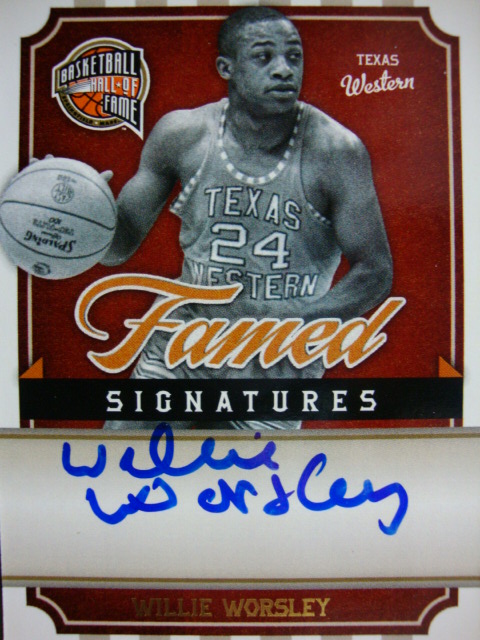 BASKETBALL
HALL OF
FAME
TEXAS
Western
TEXAS
24
WESTERN
SPALDING
Famed
SIGNATURES
Willie
Worsley
WILLIE WORSLEY